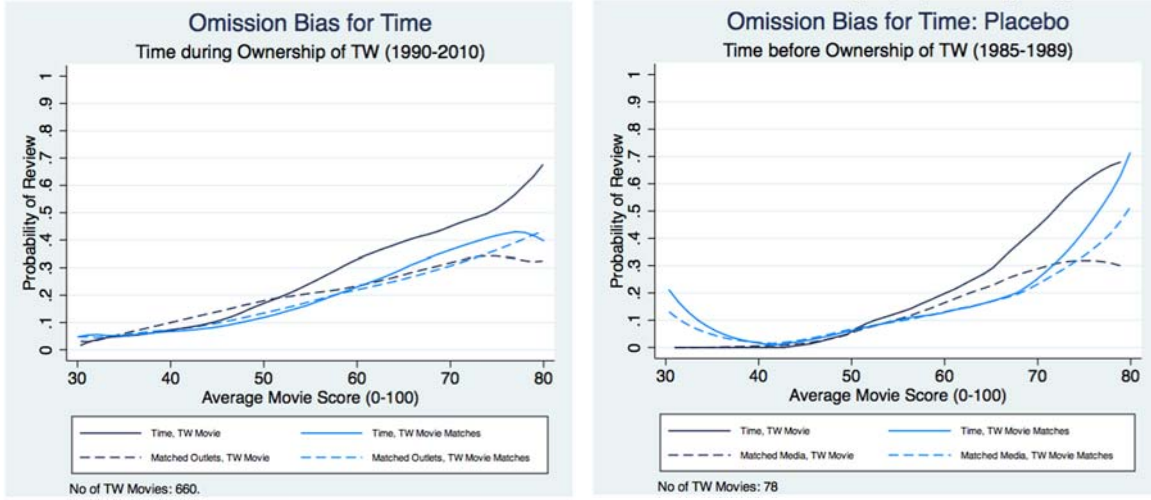 Omission Bias for Time
Time during Ownership of TW (1990-2010)
Probability of Review
1
.9
.8
.7
.6
.5
.4
.3
.2
.1
0
30 40 50 60 70 80
Average Movie Score (0-100)
Time, TW Movie
Time, TW Movie Matches
Matched Outlets, TW Movie
Matched Outlets, TW Movie Matches
No of TW Movies: 660.
Omission Bias for Time: Placebo
Time before Ownership of TW (1985-1989)
Probability of Review
1
.9
.8
.7
.6
.5
.4
.3
.2
.1
0
30 40 50 60 70 80
Average Movie Score (0-100)
Time, TW Movie
Time, TW Movie Matches
Matched Media, TW Movie
Matched Media, TW Movie Matches
No of TW Movies: 78